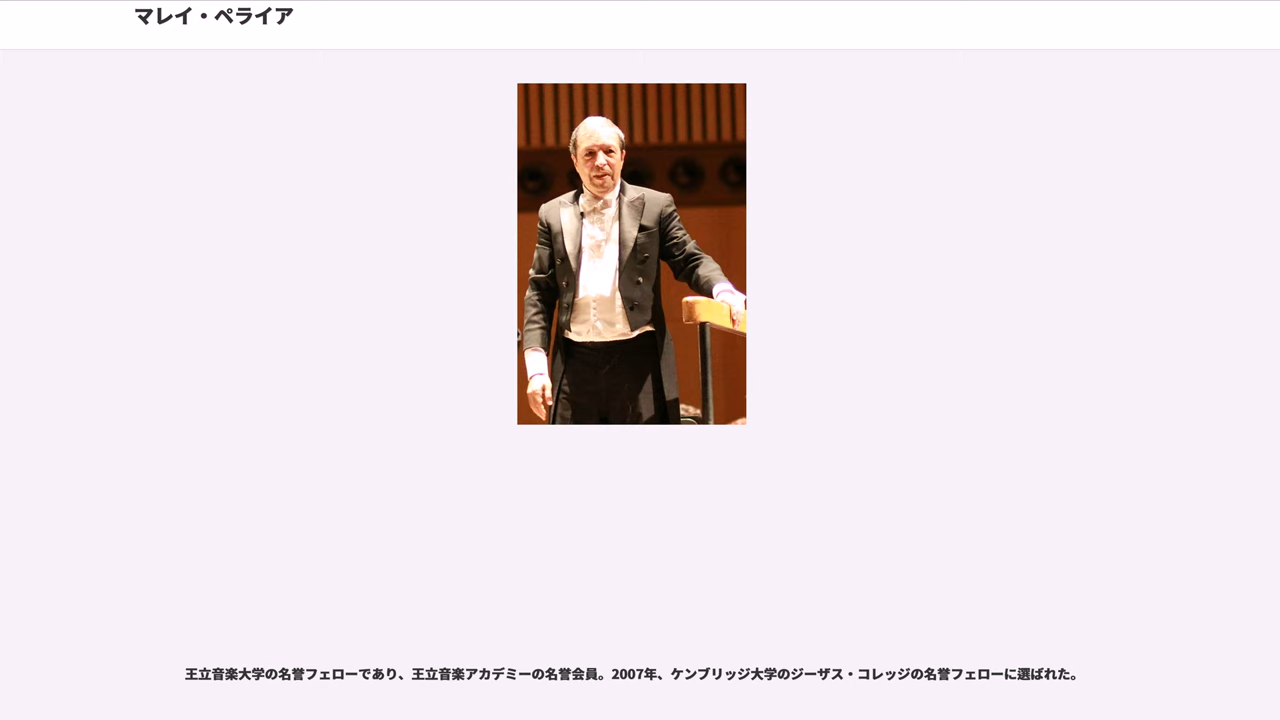 マレイ・ペライア
王立音楽大学の名誉フェローであり、王立音楽アカデミーの名誉会員。2007年、ケンブリッジ大学のジーザス・コレッジの名誉フェローに選ばれた。